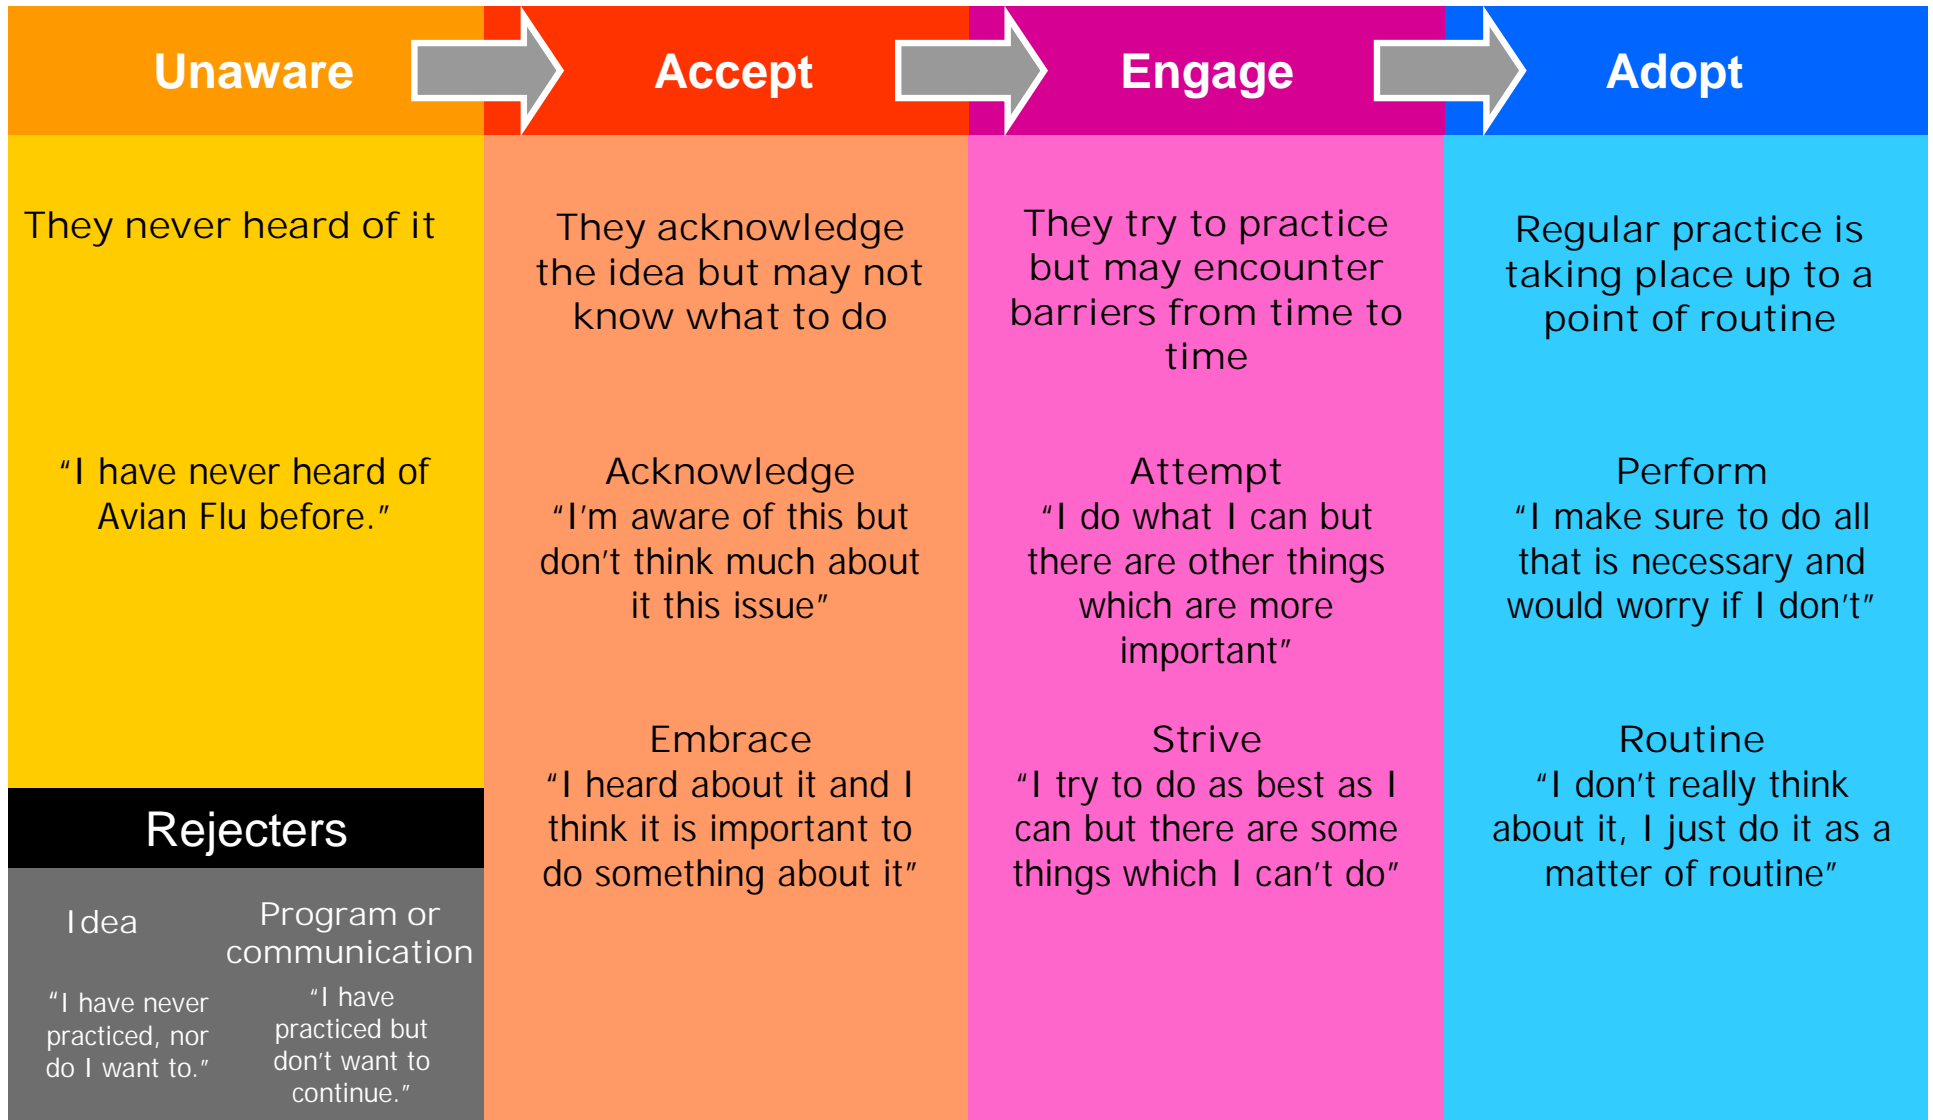 Unaware
Accept
Engage
Adopt
They never heard of it
“I have never heard of
Avian Flu before.”
Rejecters
Idea
“I have never
practiced, nor
do I want to.”
Program or
communication
“I have
practiced but
don’t want to
continue.”
They acknowledge
the idea but may not
know what to do
Acknowledge
“I’m aware of this but
don’t think much about
it this issue”
Embrace
“I heard about it and I
think it is important to
do something about it”
They try to practice
but may encounter
barriers from time to
time
Attempt
“I do what I can but
there are other things
which are more
important”
Strive
“I try to do as best as I
can but there are some
things which I can’t do”
Regular practice is
taking place up to a
point of routine
Perform
“I make sure to do all
that is necessary and
would worry if I don’t”
Routine
“I don’t really think
about it, I just do it as a
matter of routine”